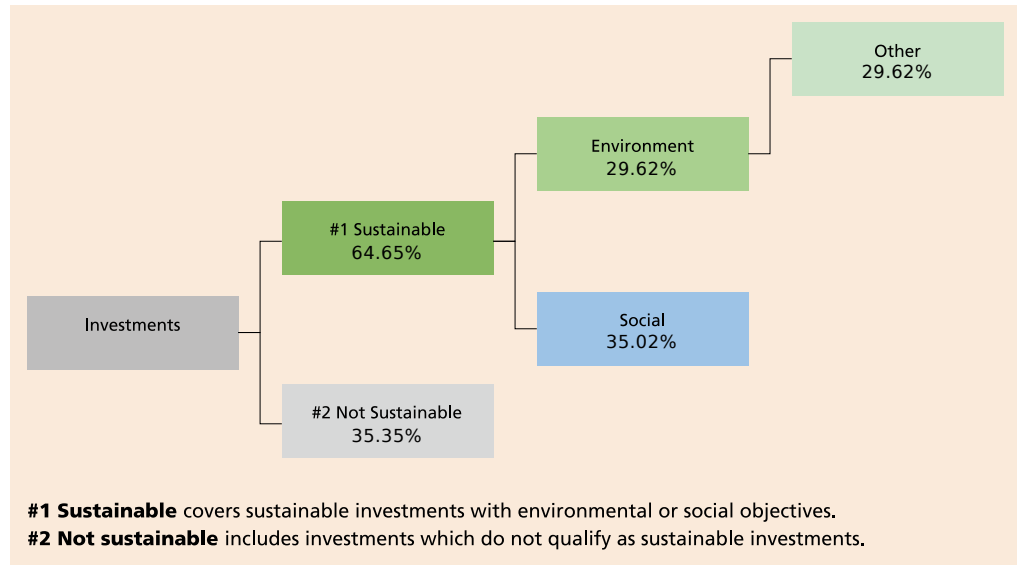 Other
29.62%
Environment
29.62%
#1 Sustainable
64.65%
Investments
Social
35.02%
#2 Not Sustainable
35.35%
#1 Sustainable covers sustainable investments with environmental or social objectives.
#2 Not sustainable includes investments which do not qualify as sustainable investments.